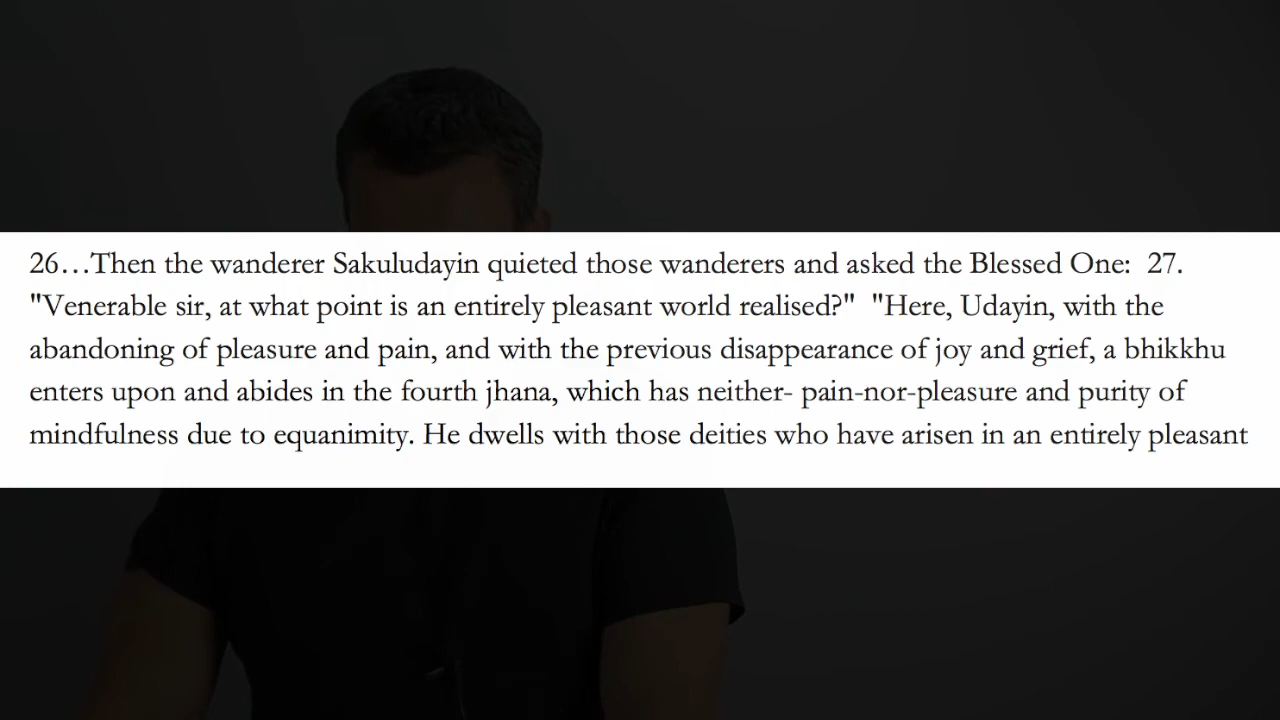 26…Then the wanderer Sakuludayin quieted those wanderers and asked the Blessed One:  27.
"Venerable sir, at what point is an entirely pleasant world realised?"  "Here, Udayin, with the
abandoning of pleasure and pain, and with the previous disappearance of joy and grief, a bhikkhu
enters upon and abides in the fourth jhana, which has neither- pain-nor-pleasure and purity of
mindfulness due to equanimity. He dwells with those deities who have arisen in an entirely pleasant